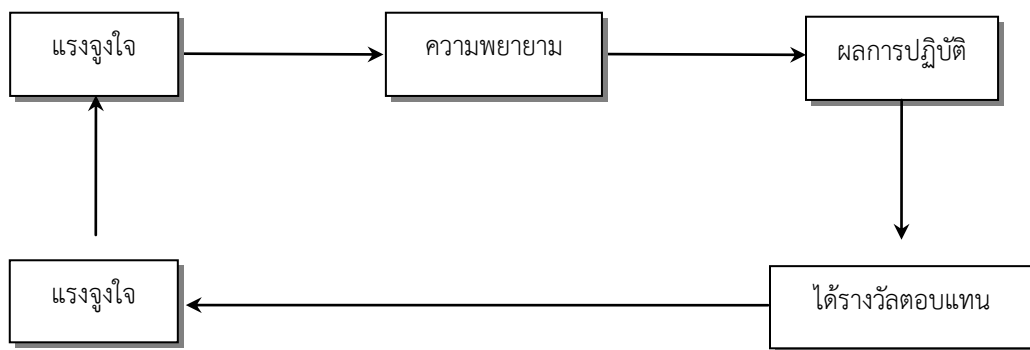 แรงจูงใจ
ความพยายาม
ผลการปฏิบัติ
แรงจูงใจ
ได้รางวัลตอบแทน